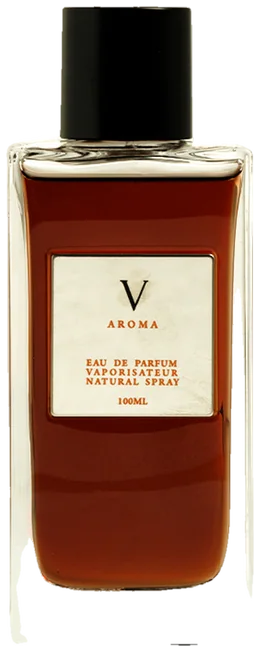 V
AROMA
EAU DE PARFUM
VAPORISATEUR
NATURAL SPRAY
100ML